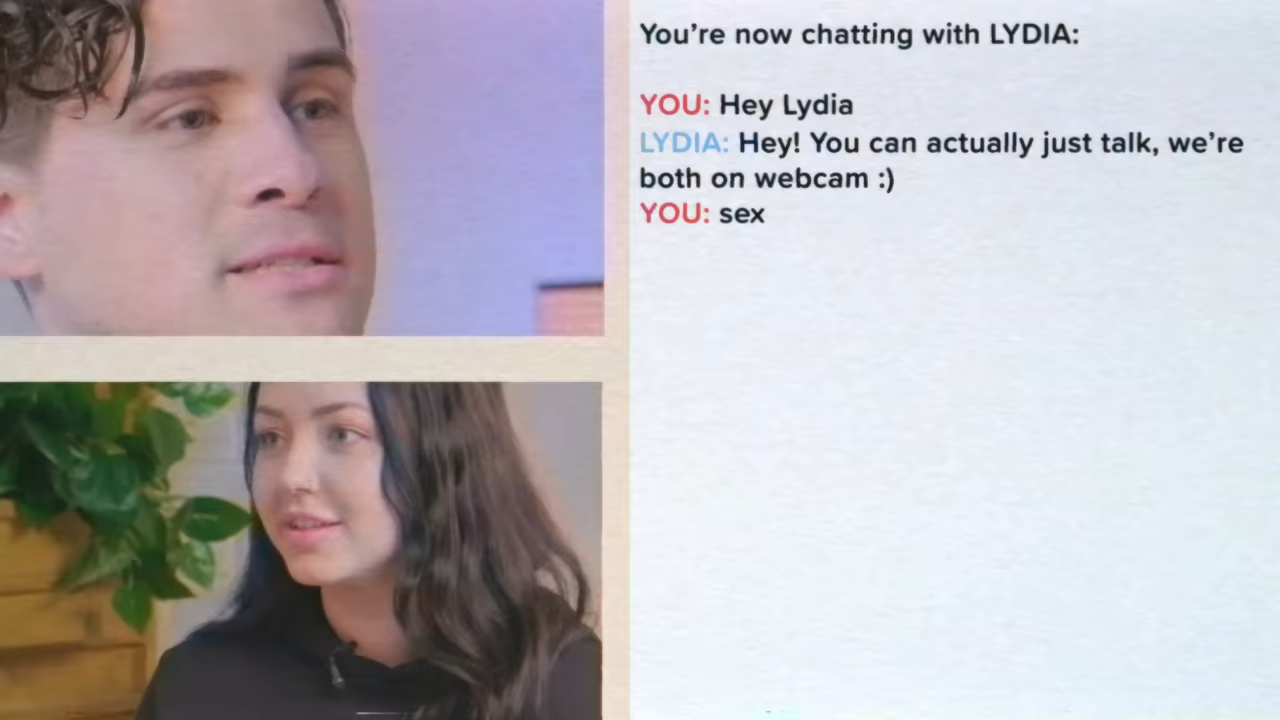 You’re now chatting with LYDIA:
YOU: Hey Lydia
LYDIA: Hey! You can actually just talk, we’re
both on webcam :)
YOU: sex